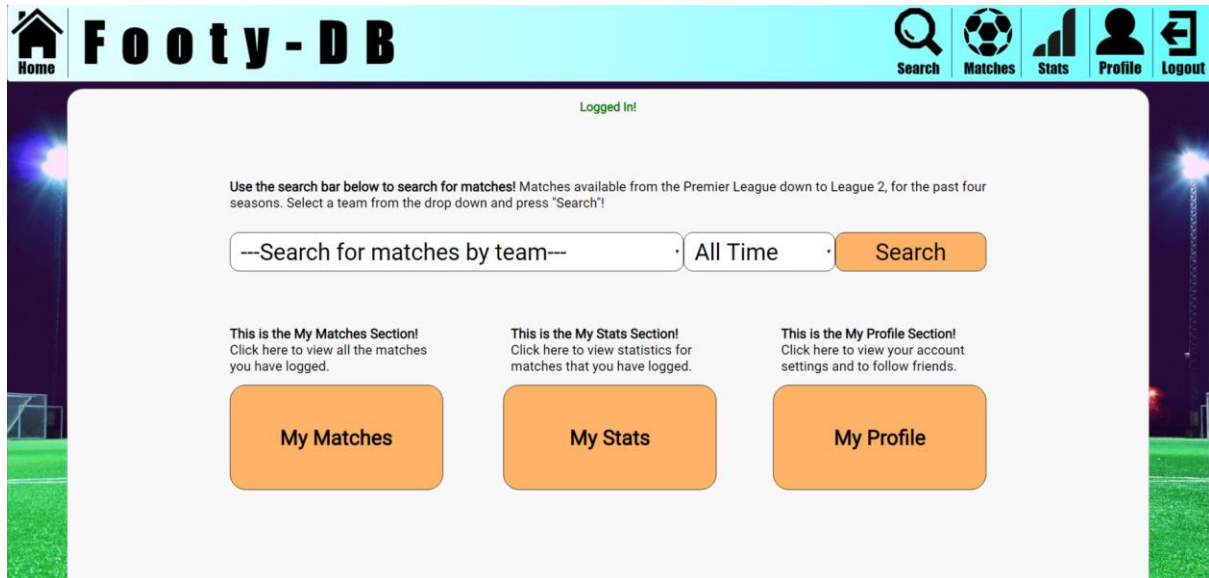 Footy-DB
Home
Search
Matches
Stats
Profile
Logout
Logged In!
Use the search bar below to search for matches! Matches available from the Premier League down to League 2, for the past four
seasons. Select a team from the drop down and press "Search"!
---Search for matches by team---
All Time
Search
This is the My Matches Section!
Click here to view all the matches
you have logged.
My Matches
This is the My Stats Section!
Click here to view statistics for
matches that you have logged.
My Stats
This is the My Profile Section!
Click here to view your account
settings and to follow friends.
My Profile